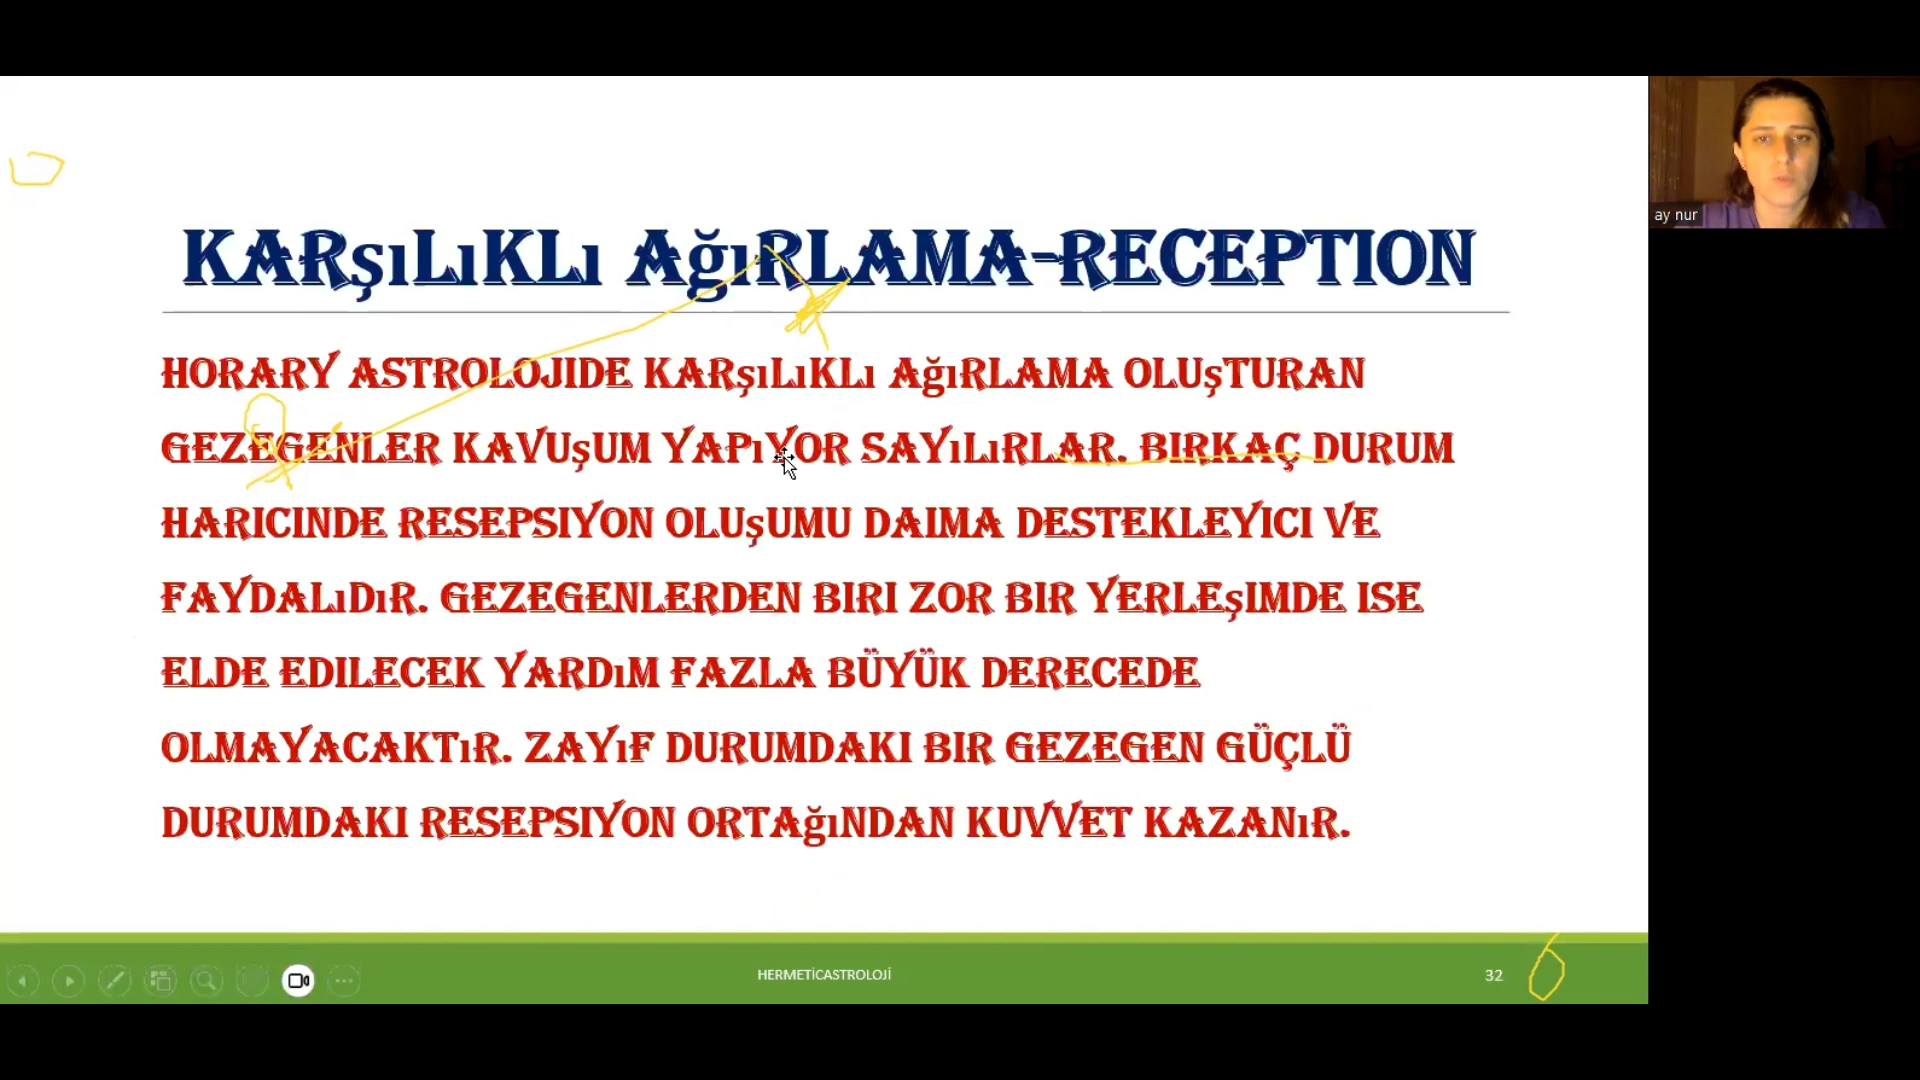 KARŞıLıKLı AğıRLAMA-RECEPTION
HORARY ASTROLOJIDE KARŞıLıKLı AğıRLAMA OLUŞTURAN
GEZEGENLER KAVUŞUM YAPıYOR SAYıLıRLAR. BIRKAÇ DURUM
HARICINDE RESEPSIYON OLUŞUMU DAIMA DESTEKLEYICI VE
FAYDALıDıR. GEZEGENLERDEN BIRI ZOR BIR YERLEŞIMDE ISE
ELDE EDILECEK YARDıM FAZLA BÜYÜK DERECEDE
OLMAYACAKTıR. ZAYıF DURUMDAKI BIR GEZEGEN GÜÇLÜ
DURUMDAKI RESEPSIYON ORTAğıNDAN KUVVET KAZANıR.
HERMETİCASTROLOJİ
32
ay nur